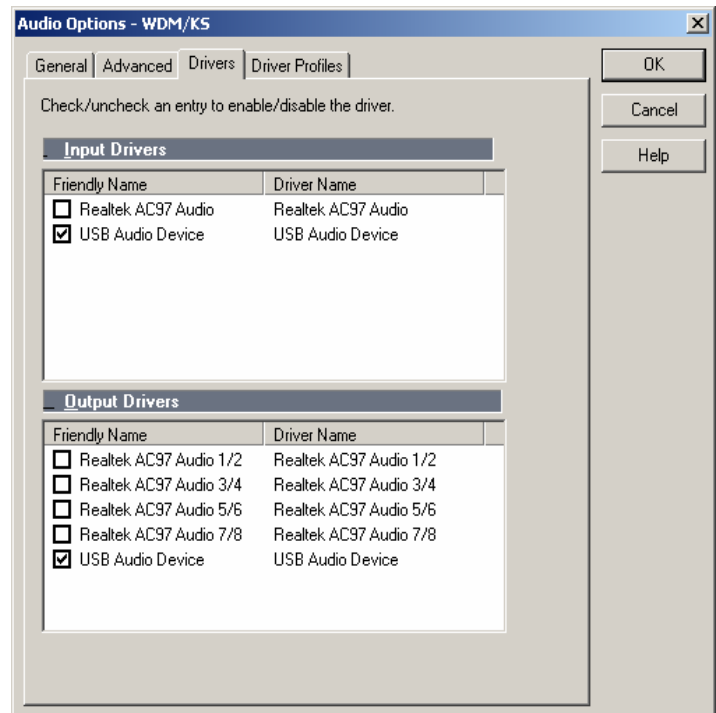 Audio Options - WDM/KS
General Advanced Drivers Driver Profiles
OK
Cancel
Help
Check/uncheck an entry to enable/disable the driver.
Input Drivers
Friendly Name Driver Name
Realtek AC97 Audio Realtek AC97 Audio
USB Audio Device USB Audio Device
Output Drivers
Friendly Name Driver Name
Realtek AC97 Audio 1/2 Realtek AC97 Audio 1/2
Realtek AC97 Audio 3/4 Realtek AC97 Audio 3/4
Realtek AC97 Audio 5/6 Realtek AC97 Audio 5/6
Realtek AC97 Audio 7/8 Realtek AC97 Audio 7/8
USB Audio Device USB Audio Device